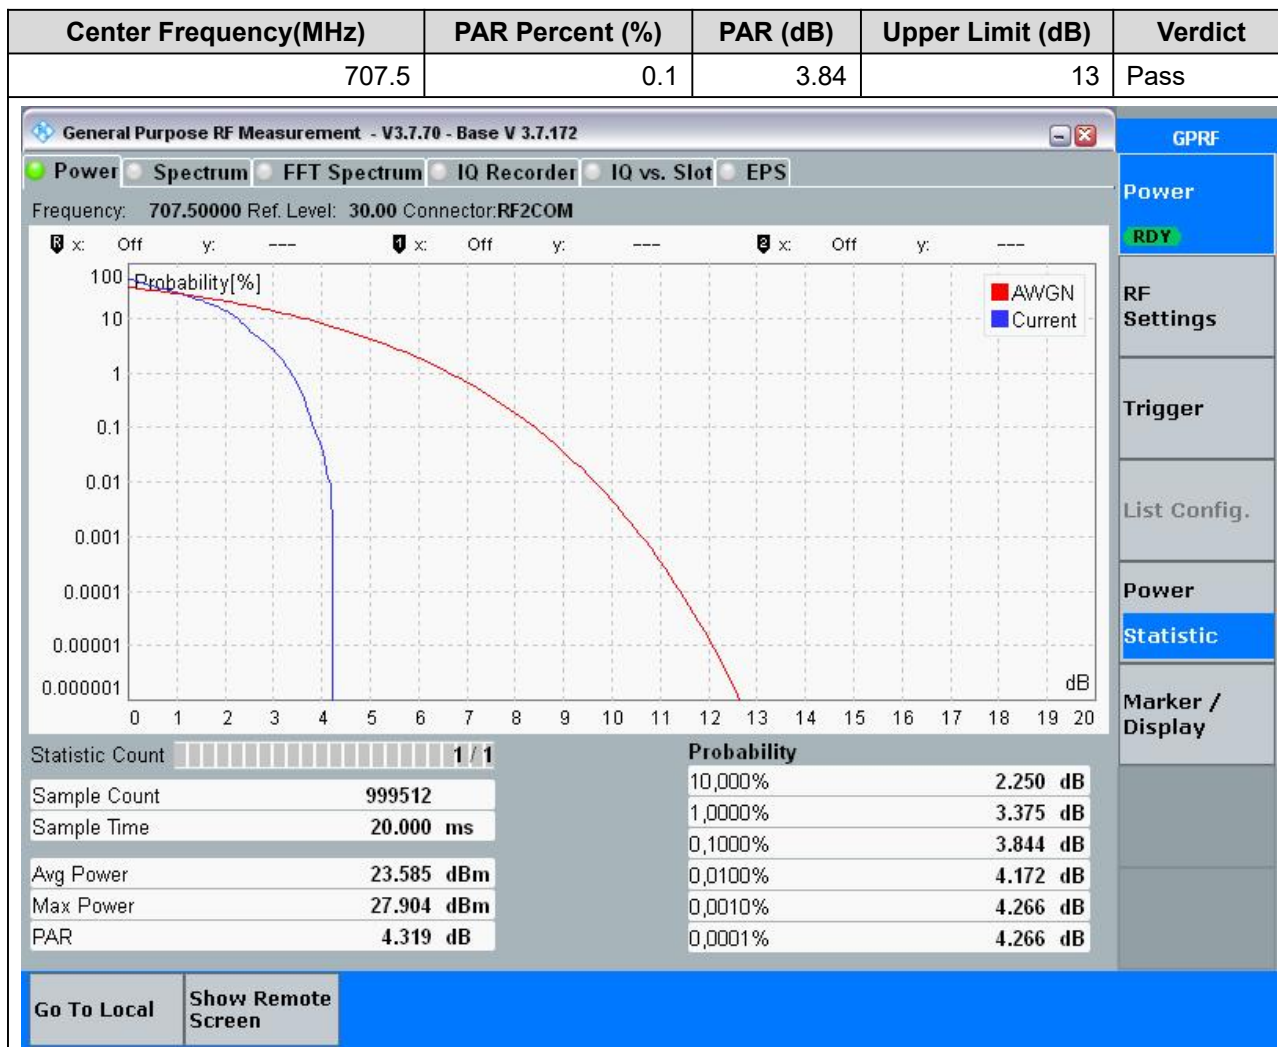 Center Frequency(MHz) PAR Percent (%) PAR (dB) Upper Limit (dB) Verdict
707.5 0.1 3.84 13 Pass
General Purpose RF Measurement - V3.7.70 - Base V 3.7.172
GPRF
Power Spectrum FFT Spectrum IQ Recorder IQ vs. Slot EPS
Frequency: 707.50000 Ref. Level: 30.00 Connector:RF2COM
R x: Off y: --- 1 x: Off y: --- 2 x: Off y: ---
Probability[%]
100
10
1
0.1
0.01
0.001
0.0001
0.00001
0.000001
AWGN
Current
dB
0 1 2 3 4 5 6 7 8 9 10 11 12 13 14 15 16 17 18 19 20
Statistic Count 1 / 1
Sample Count 999512
Sample Time 20.000 ms
Avg Power 23.585 dBm
Max Power 27.904 dBm
PAR 4.319 dB
Probability
10,000% 2.250 dB
1,0000% 3.375 dB
0,1000% 3.844 dB
0,0100% 4.172 dB
0,0010% 4.266 dB
0,0001% 4.266 dB
Power
RDY
RF
Settings
Trigger
List Config.
Power
Statistic
Marker /
Display
Go To Local
Show Remote
Screen